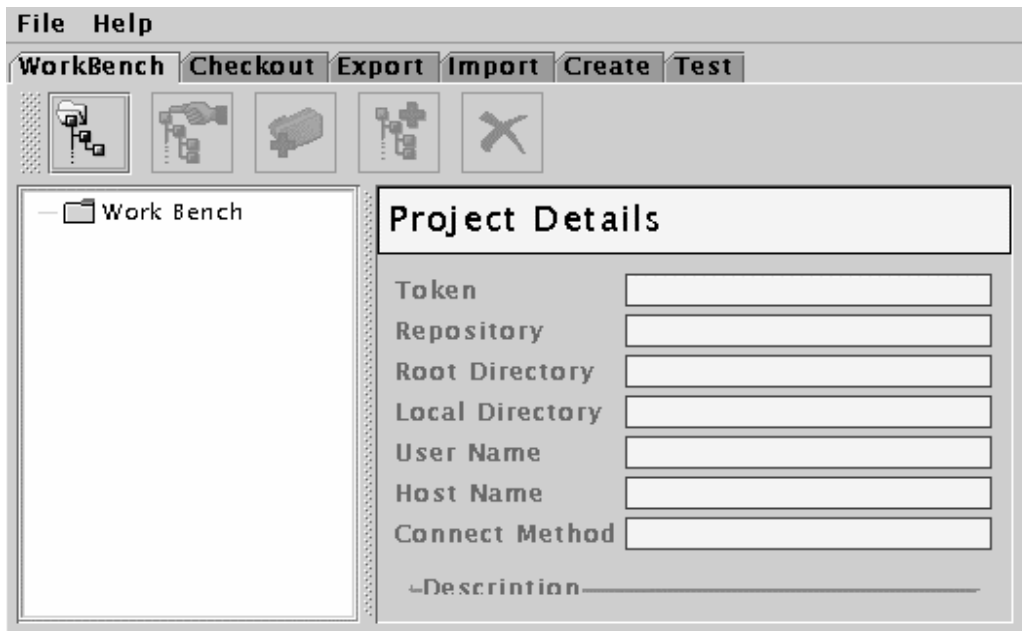 File Help
WorkBench Checkout Export Import Create Test
Work Bench
Project Details
Token
Repository
Root Directory
Local Directory
User Name
Host Name
Connect Method
Description